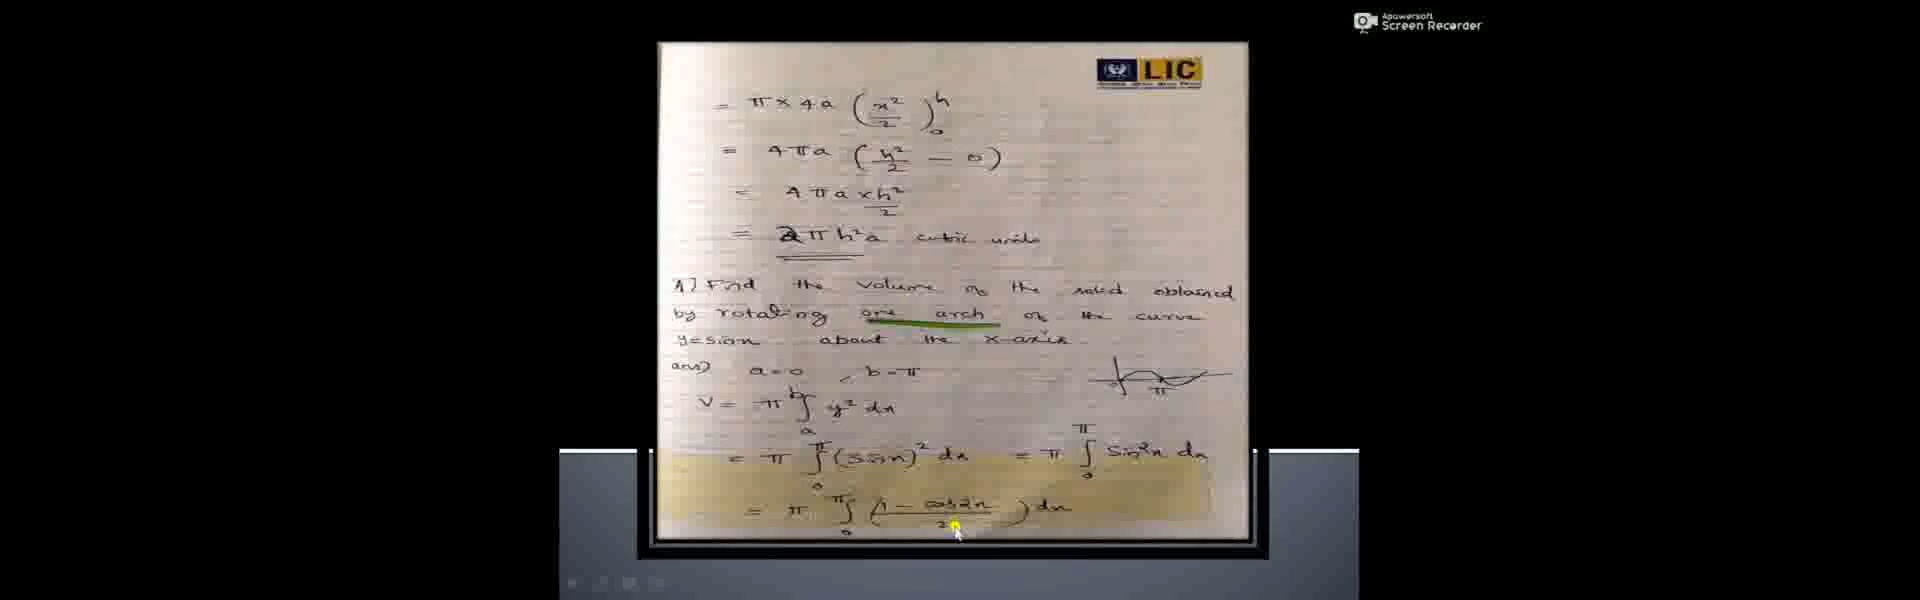 Apowersoft
Screen Recorder
LIC
= π × 4a (x²/2)₀ʰ
= 4πa (h²/2 - 0)
= 4πa × h²/2
= 2πh²a cubic units
4) Find the volume of the solid obtained
by rotating one arch of the curve
y=sinx about the x-axis
ans) a=0, b=π
0 π
V = π ∫ₐᵇ y² dx
= π ∫₀^π (sinx)² dx = π ∫₀^π sin²x dx
= π ∫₀^π (1 - cos2x / 2) dx